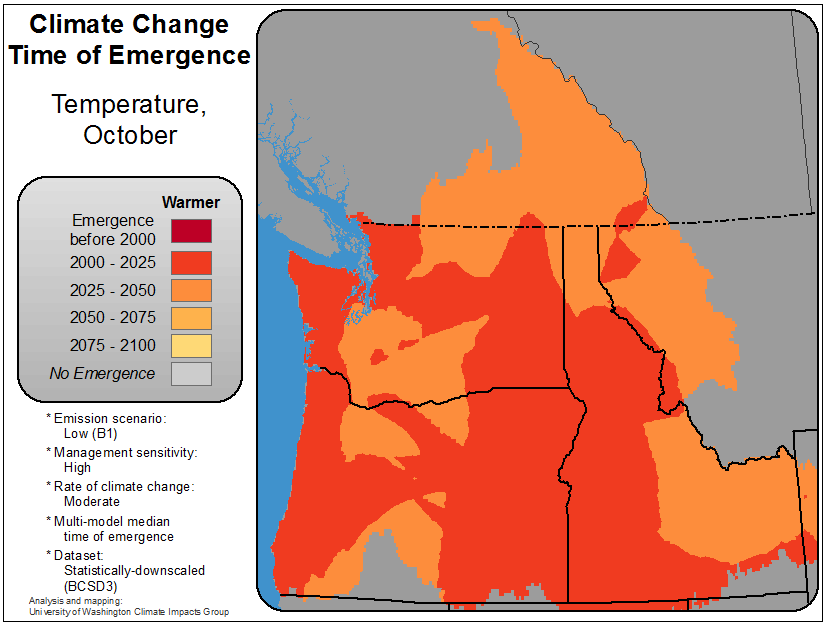 Climate Change
Time of Emergence
Temperature,
October
Warmer
Emergence
before 2000
2000 - 2025
2025 - 2050
2050 - 2075
2075 - 2100
No Emergence
* Emission scenario:
Low (B1)
* Management sensitivity:
High
* Rate of climate change:
Moderate
* Multi-model median
time of emergence
* Dataset:
Statistically-downscaled
(BCSD3)
Analysis and mapping:
University of Washington Climate Impacts Group